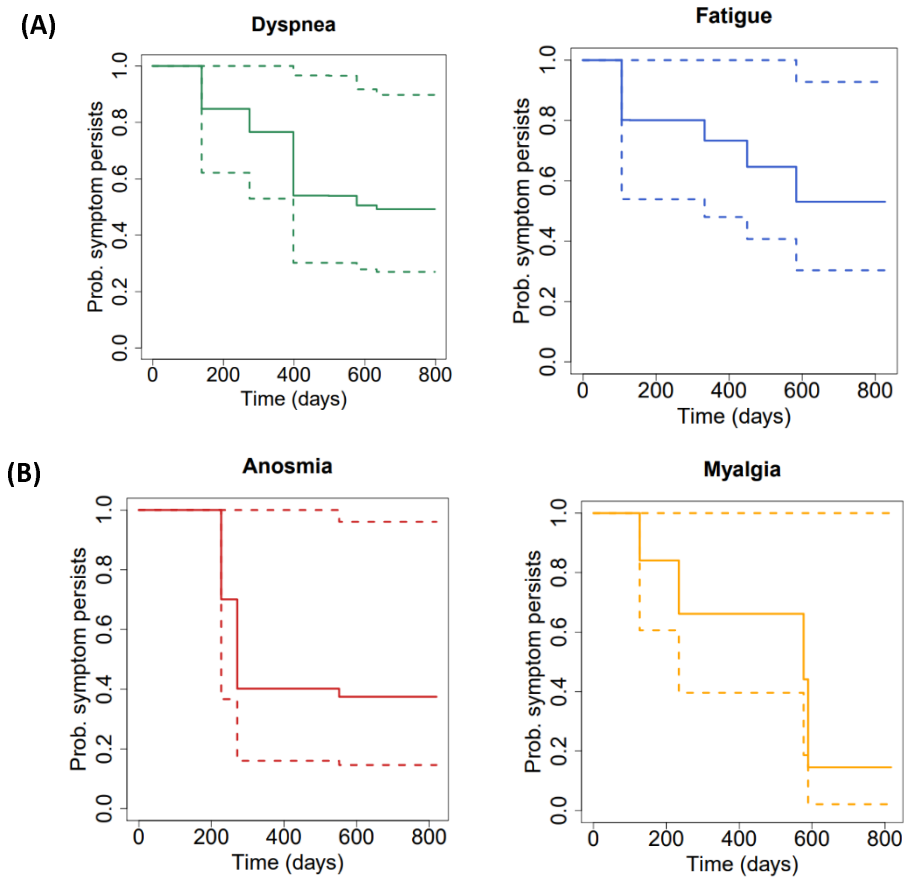 (A)
Dyspnea
Prob. symptom persists
0.0 0.2 0.4 0.6 0.8 1.0
0 200 400 600 800
Time (days)
Fatigue
Prob. symptom persists
0.0 0.2 0.4 0.6 0.8 1.0
0 200 400 600 800
Time (days)
(B)
Anosmia
Prob. symptom persists
0.0 0.2 0.4 0.6 0.8 1.0
0 200 400 600 800
Time (days)
Myalgia
Prob. symptom persists
0.0 0.2 0.4 0.6 0.8 1.0
0 200 400 600 800
Time (days)